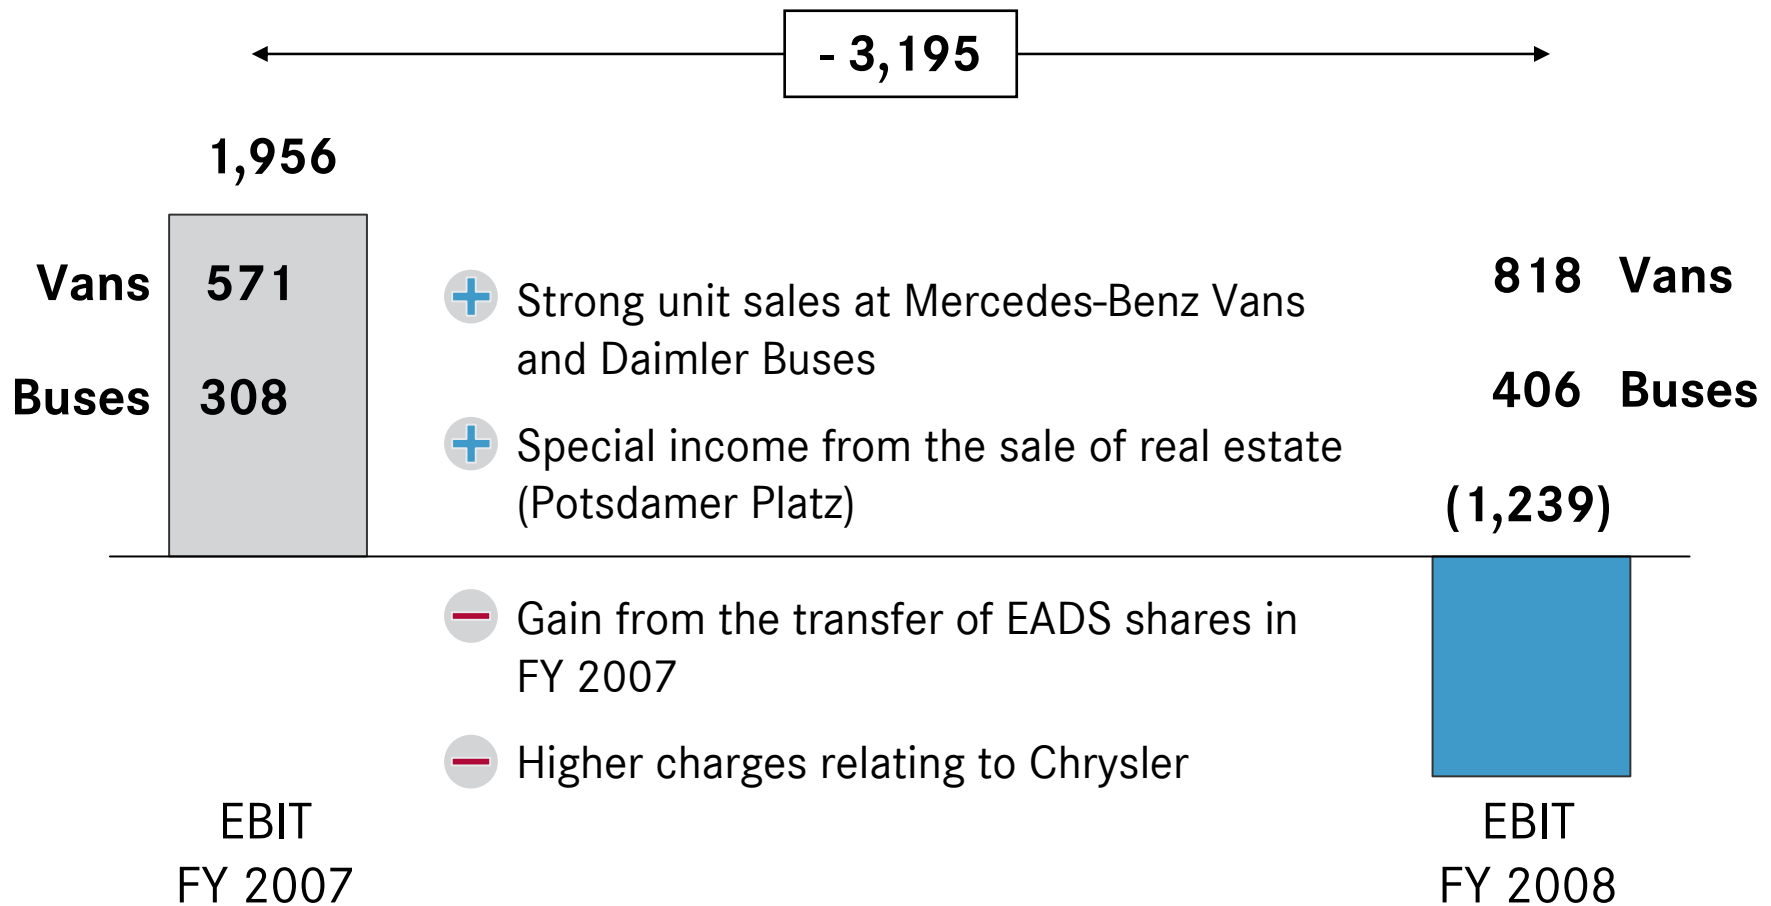 - 3,195
1,956
Vans 571
Buses 308
Strong unit sales at Mercedes-Benz Vans
and Daimler Buses
Special income from the sale of real estate
(Potsdamer Platz)
Gain from the transfer of EADS shares in
FY 2007
Higher charges relating to Chrysler
818 Vans
406 Buses
(1,239)
EBIT
FY 2007
EBIT
FY 2008